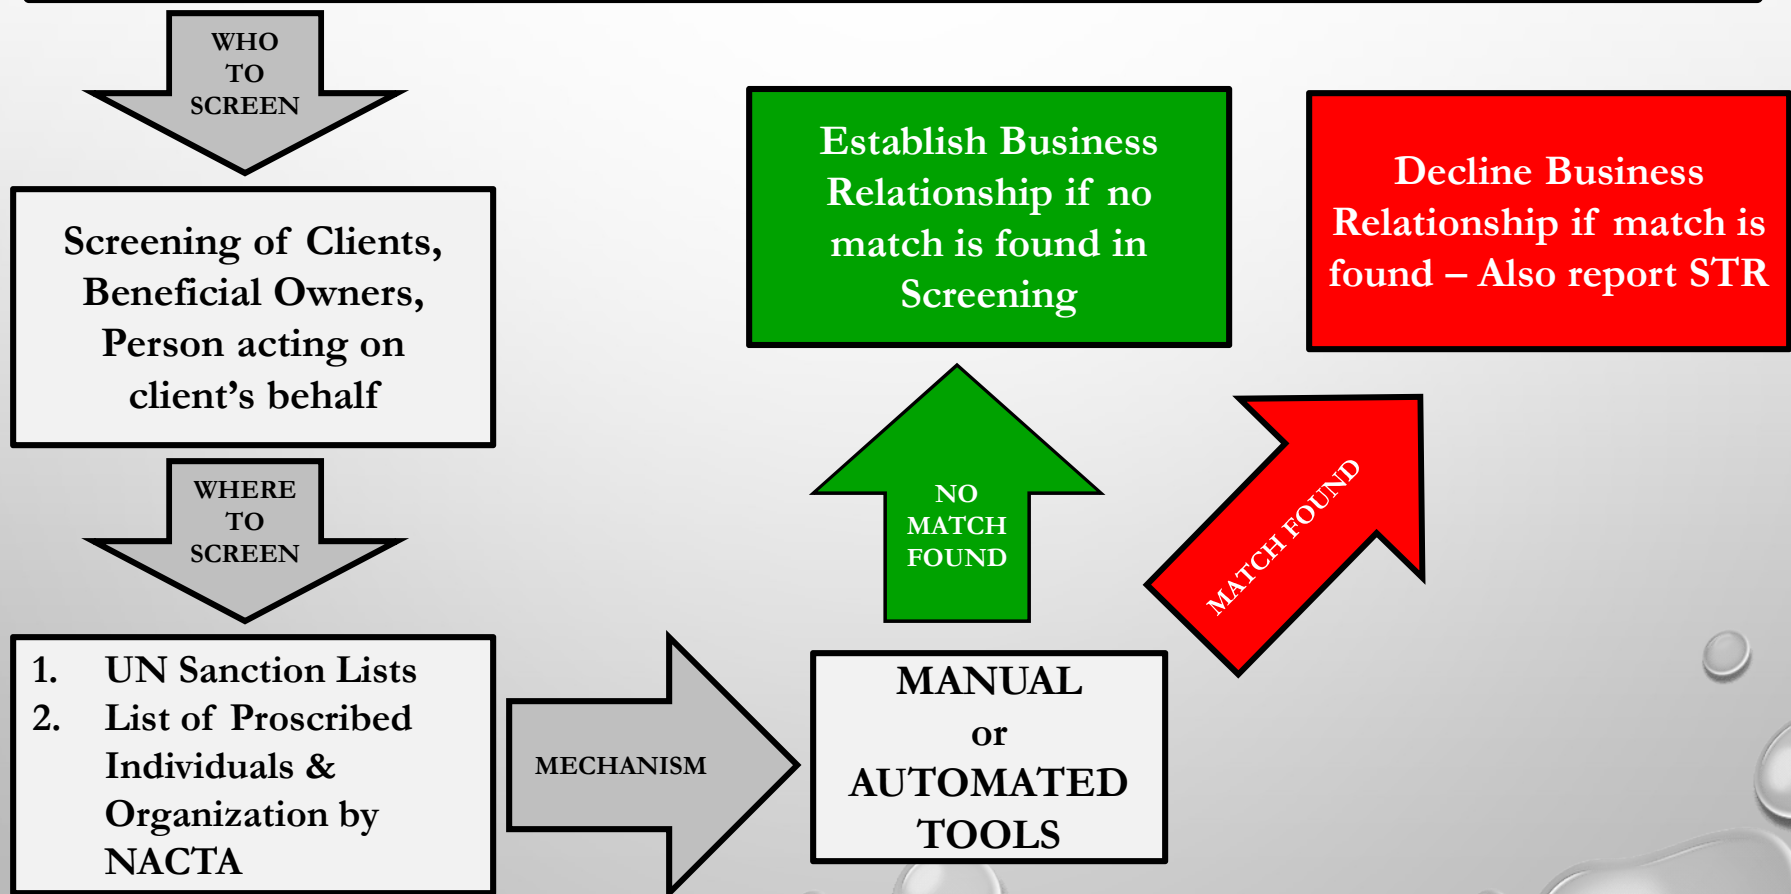 WHO
TO
SCREEN
Screening of Clients,
Beneficial Owners,
Person acting on
client's behalf
WHERE
TO
SCREEN
1. UN Sanction Lists
2. List of Proscribed
Individuals &
Organization by
NACTA
MECHANISM
MANUAL
or
AUTOMATED
TOOLS
NO
MATCH
FOUND
Establish Business
Relationship if no
match is found in
Screening
MATCH FOUND
Decline Business
Relationship if match is
found – Also report STR